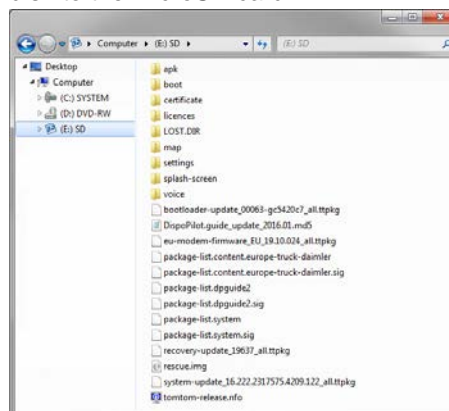 Computer ▸ (E:) SD ▸
(E:) SD
Desktop
Computer
(C:) SYSTEM
(D:) DVD-RW
(E:) SD
apk
boot
certificate
licences
LOST.DIR
map
settings
splash-screen
voice
bootloader-update_00063-gc5420c7_all.ttpkg
DispoPilot.guide_update_2016.01.md5
eu-modem-firmware_EU_19.10.024_all.ttpkg
package-list.content.europe-truck-daimler
package-list.content.europe-truck-daimler.sig
package-list.dpguide2
package-list.dpguide2.sig
package-list.system
package-list.system.sig
recovery-update_19637_all.ttpkg
rescue.img
system-update_16.222.2317575.4209.122_all.ttpkg
tomtom-release.nfo